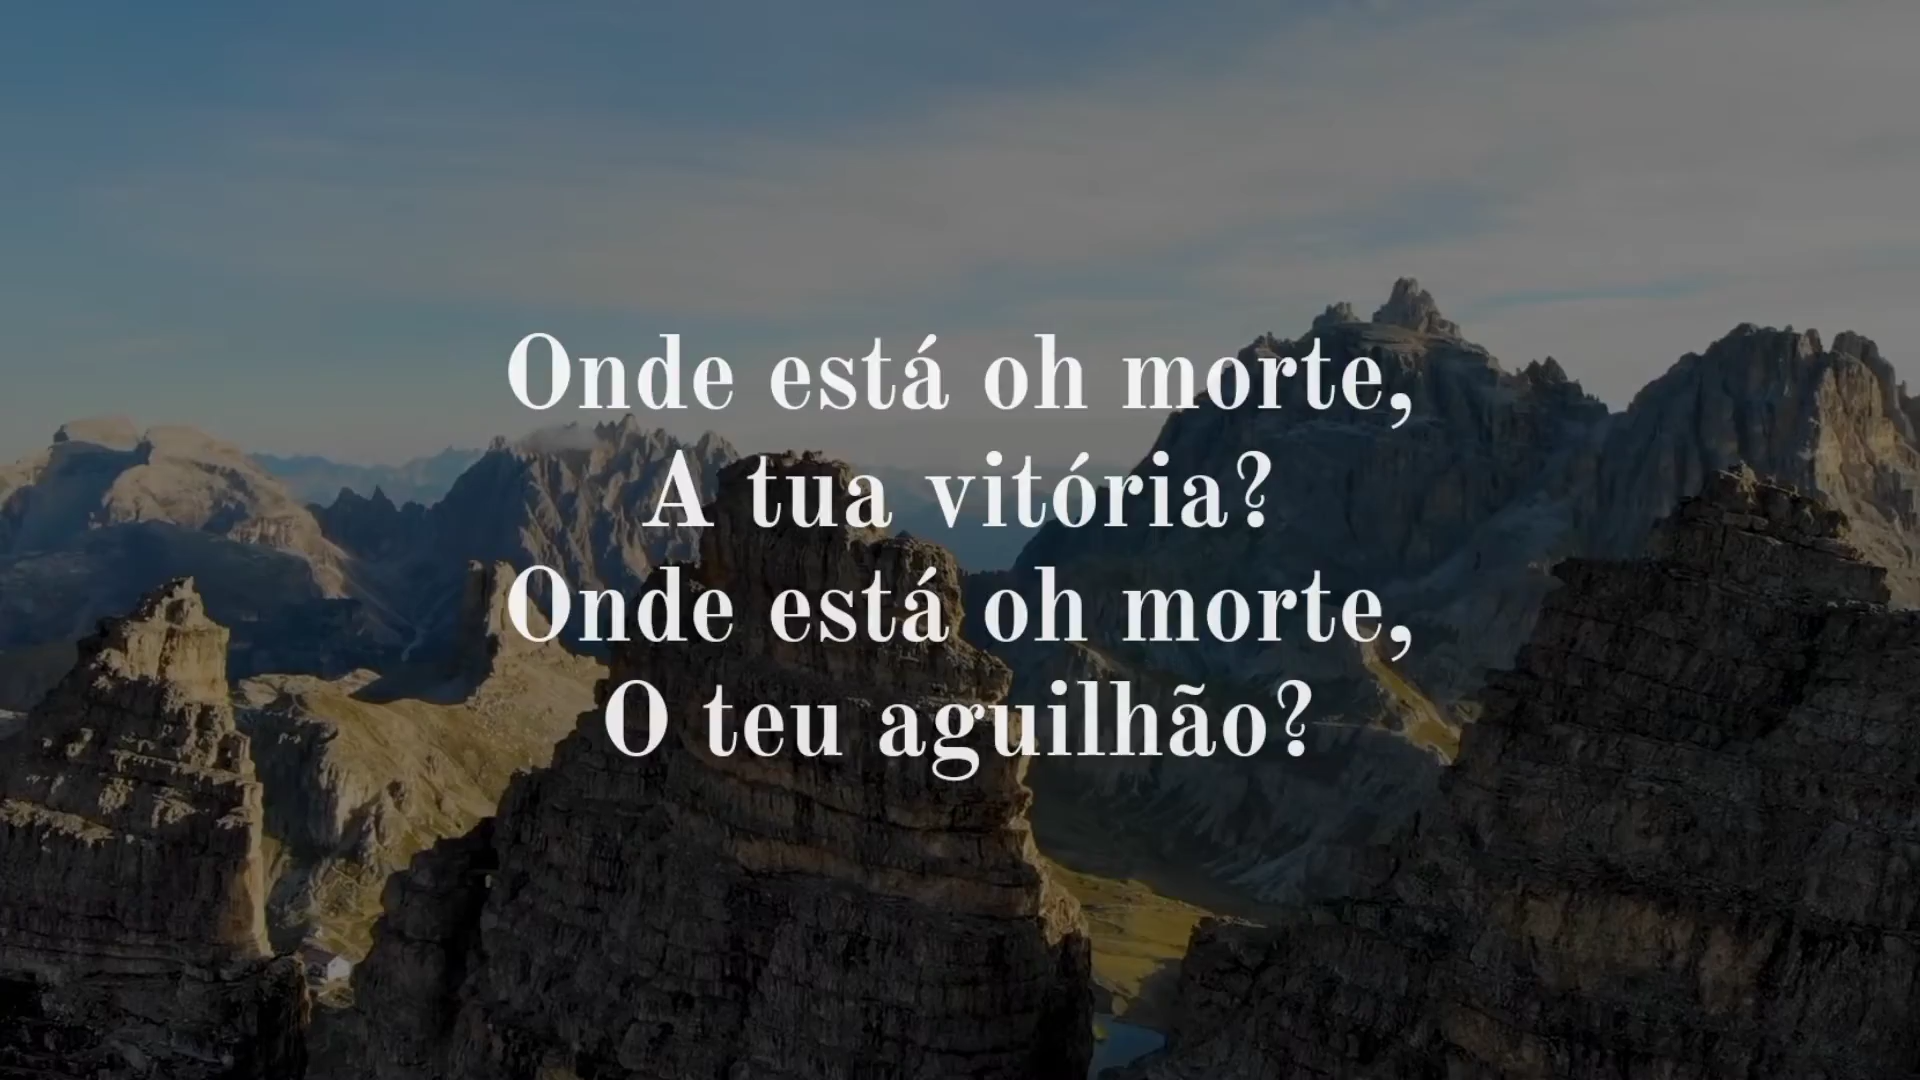 Onde está oh morte,
A tua vitória?
Onde está oh morte,
O teu aguilhão?